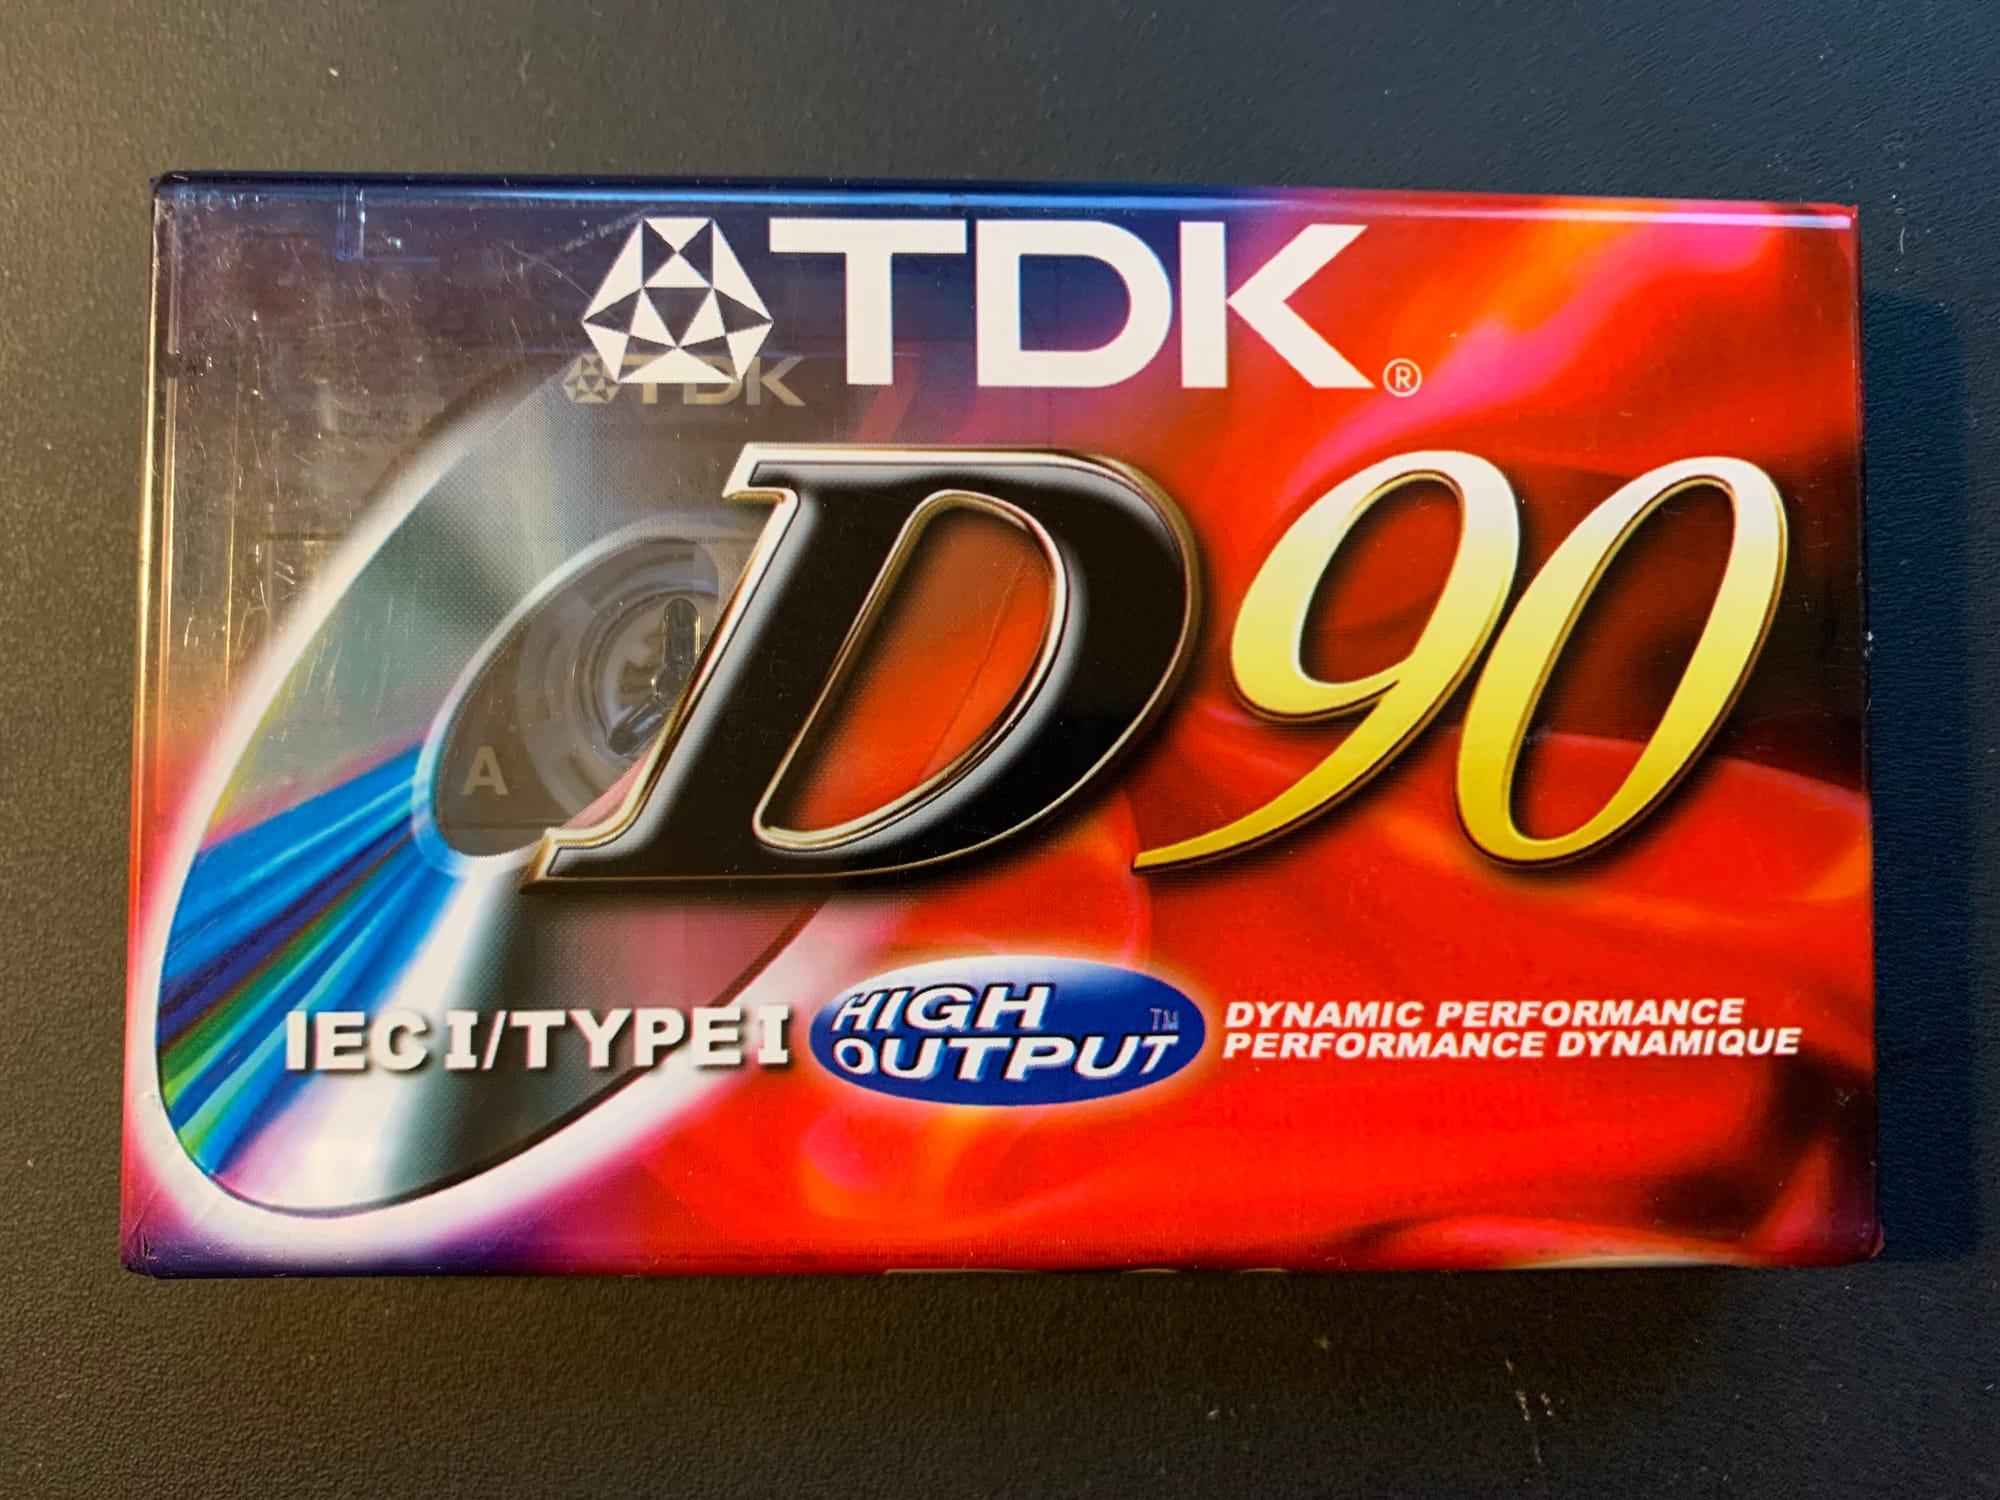 TDK®
TDK
D90
A
IEC I/TYPE I
HIGH
OUTPUT™
DYNAMIC PERFORMANCE
PERFORMANCE DYNAMIQUE